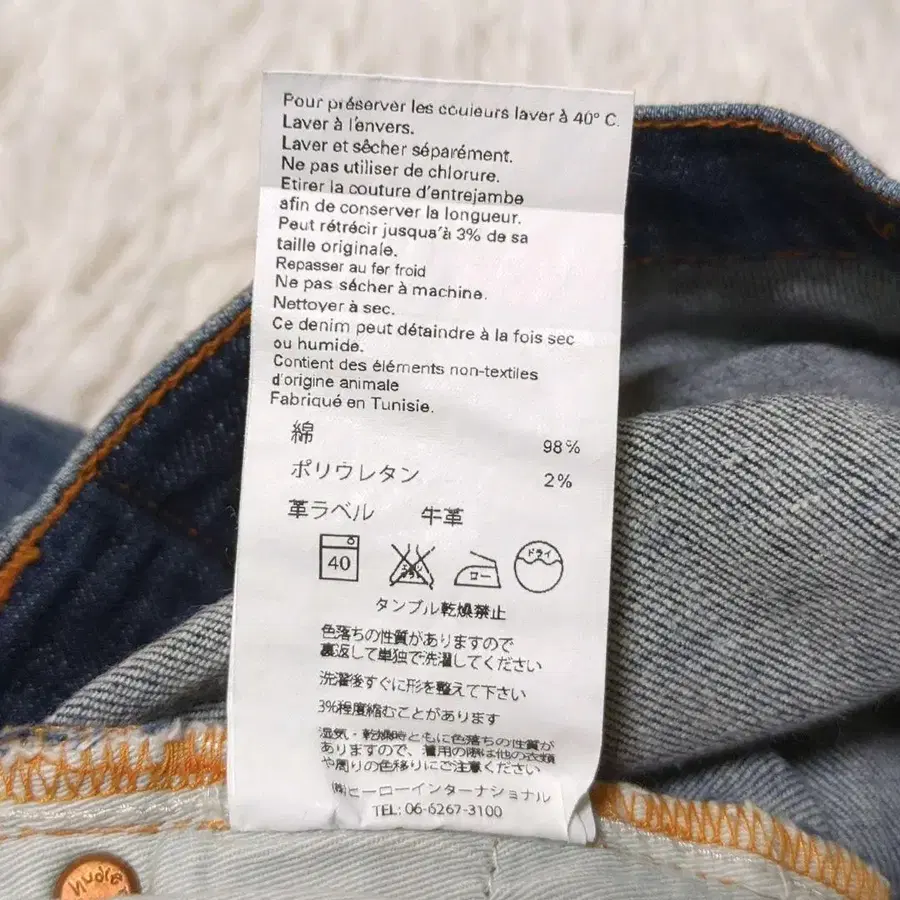 Pour préserver les couleurs laver à 40° C.
Laver à l'envers.
Laver et sêcher séparément.
Ne pas utiliser de chlorure.
Etirer la couture d'entrejambe
afin de conserver la longueur.
Peut rétrécir jusqu'à 3% de sa
taille originale.
Repasser au fer froid
Ne pas sécher à machine.
Nettoyer à sec.
Ce denim peut détaindre à la fois sec
ou humide.
Contient des éléments non-textiles
d'origine animale
Fabriqué en Tunisie.
綿 98%
ポリウレタン 2%
革ラベル 牛革
40 ロー ドライ
タンブル乾燥禁止
色落ちの性質がありますので
裏返して単独で洗濯してください
洗濯後すぐに形を整えて下さい
3%程度縮むことがあります
湿気・乾燥時ともに色落ちの性質が
ありますので、着用の際は他の衣類
や周りの色移りにご注意ください
㈱ヒーローインターナショナル
TEL: 06-6267-3100